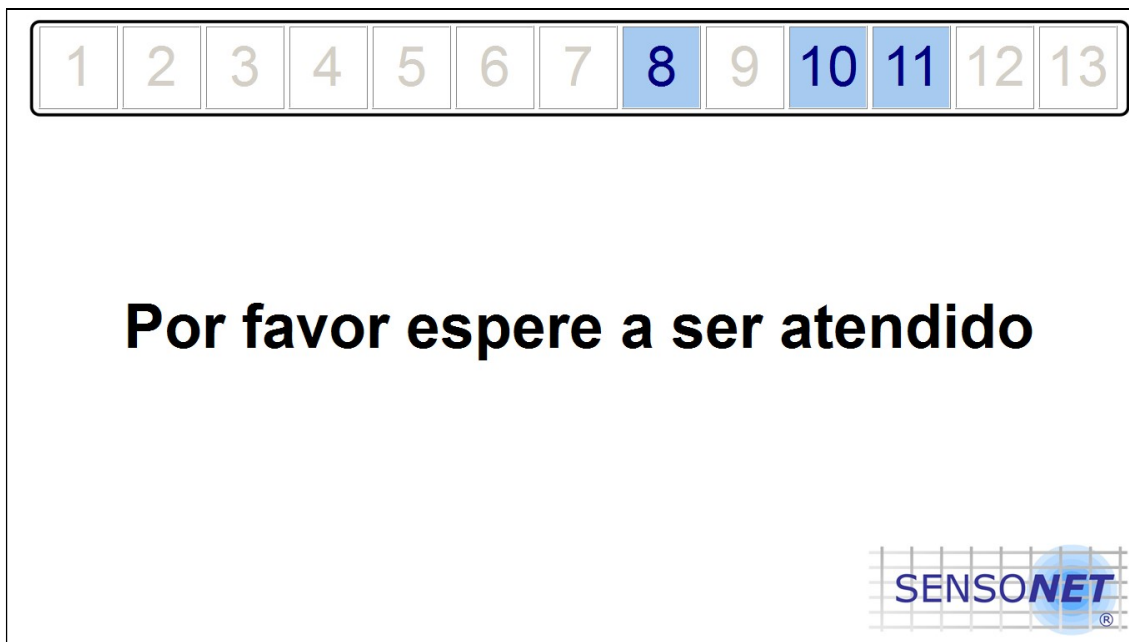 1 2 3 4 5 6 7 8 9 10 11 12 13
Por favor espere a ser atendido
SENSONET
®